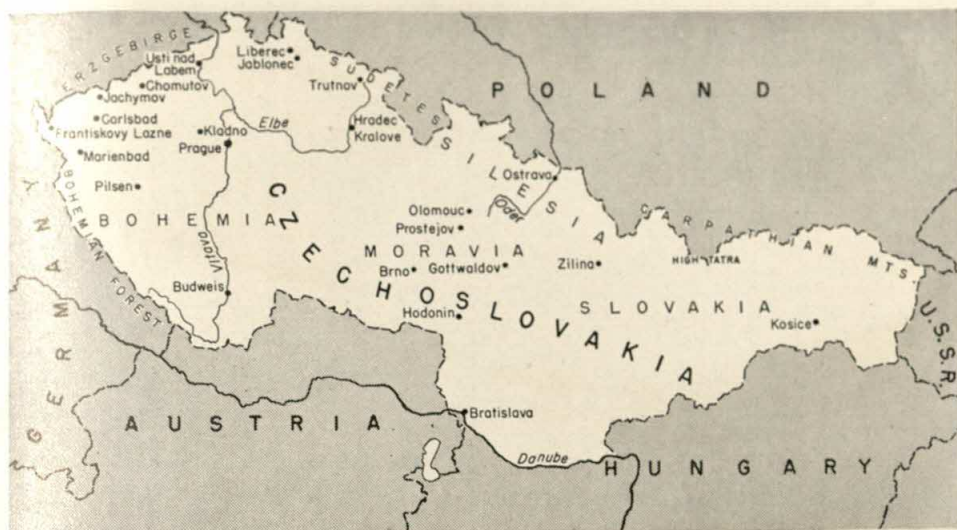 ERZGEBIRGE
Usti nad
Labem
Liberec
Jablonec
SUDETES
POLAND
Chomutov
Trutnov
Jachymov
Carlsbad
Frantiskovy Lazne
Kladno
Prague
Elbe
Hradec
Kralove
Marienbad
SILESIA
Ostrava
Oder
GERMANY
BOHEMIAN FOREST
Pilsen
BOHEMIA
CZECHOSLOVAKIA
Olomouc
Prostejov
MORAVIA
CARPATHIAN MTS.
HIGH TATRA
Vltava
Brno
Gottwaldov
Zilina
Budweis
SLOVAKIA
Hodonin
Kosice
U.S.S.R.
AUSTRIA
Bratislava
Danube
HUNGARY